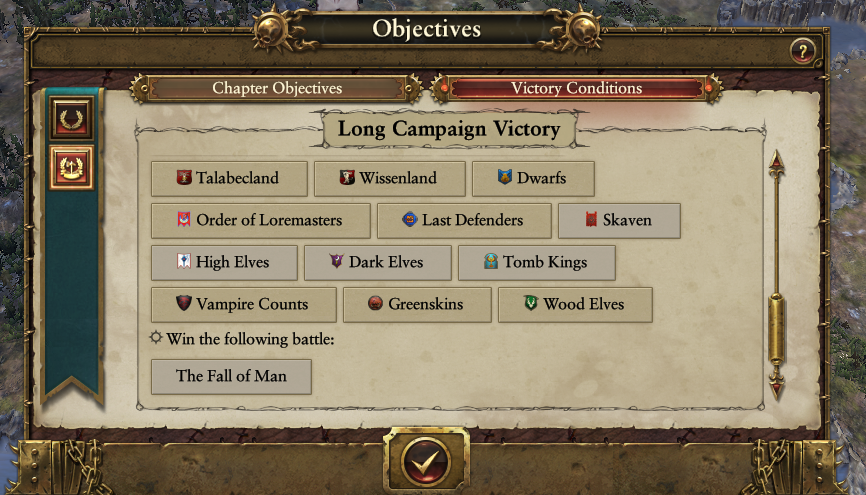 Objectives
?
Chapter Objectives Victory Conditions
Long Campaign Victory
Talabecland Wissenland Dwarfs
Order of Loremasters Last Defenders Skaven
High Elves Dark Elves Tomb Kings
Vampire Counts Greenskins Wood Elves
Win the following battle:
The Fall of Man